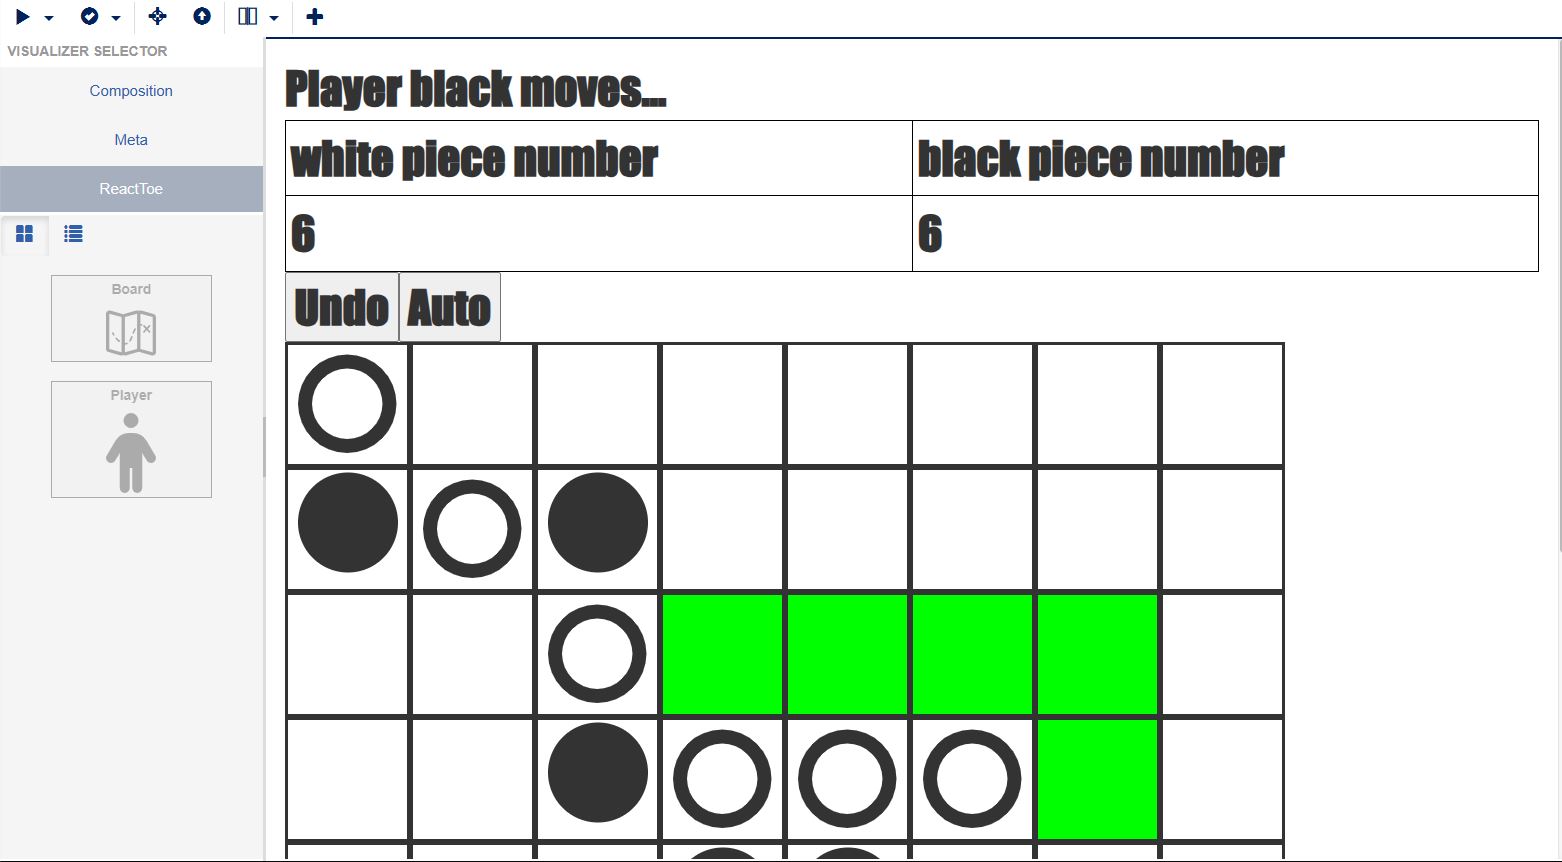 VISUALIZER SELECTOR
Composition
Meta
ReactToe
Board
Player
Player black moves...
white piece number black piece number
6 6
Undo Auto